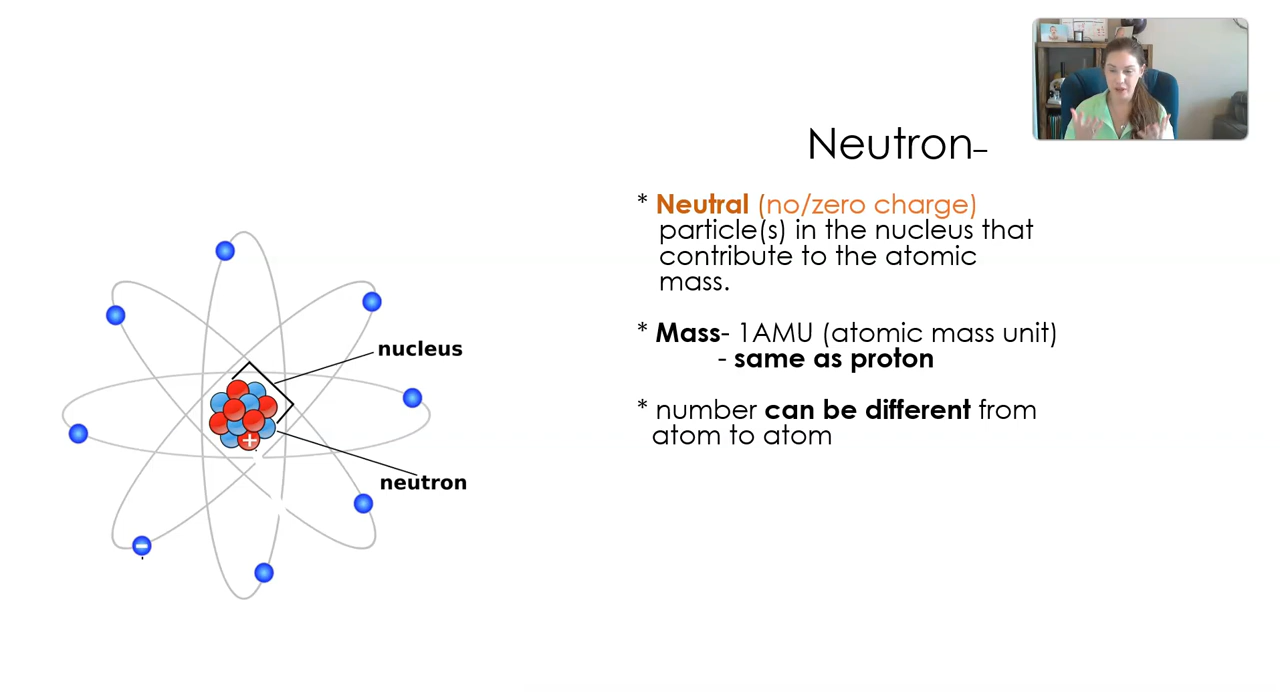 Neutron–
* Neutral (no/zero charge)
particle(s) in the nucleus that
contribute to the atomic
mass.
* Mass- 1AMU (atomic mass unit)
- same as proton
* number can be different from
atom to atom
nucleus
+
neutron
−